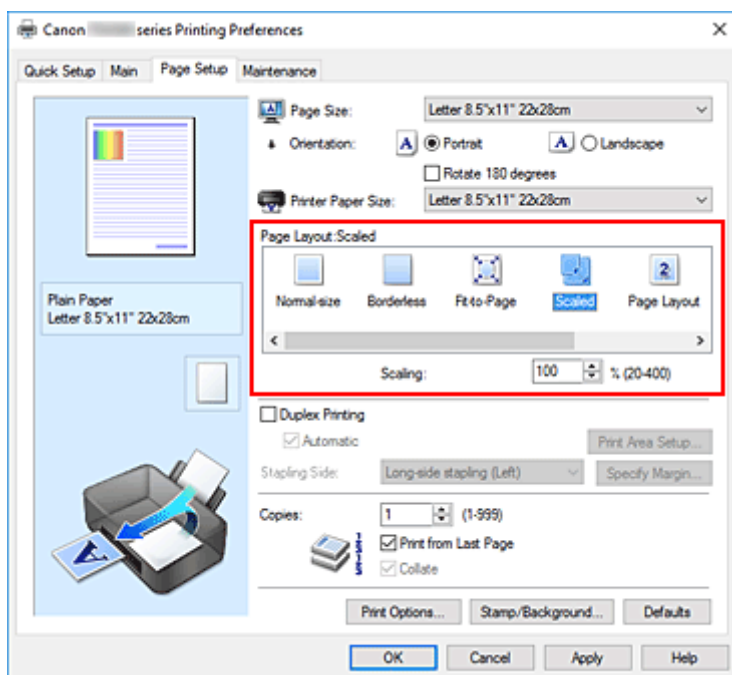 Canon series Printing Preferences
Quick Setup Main Page Setup Maintenance
Page Size: Letter 8.5"x11" 22x28cm
Orientation: A Portrait A Landscape
Rotate 180 degrees
Printer Paper Size: Letter 8.5"x11" 22x28cm
Page Layout:Scaled
Normal-size Borderless Fit-to-Page Scaled 2 Page Layout
Scaling: 100 % (20-400)
Plain Paper
Letter 8.5"x11" 22x28cm
Duplex Printing
Automatic Print Area Setup...
Stapling Side: Long-side stapling (Left) Specify Margin...
Copies: 1 (1-999)
Print from Last Page
Collate
A
Print Options... Stamp/Background... Defaults
OK Cancel Apply Help